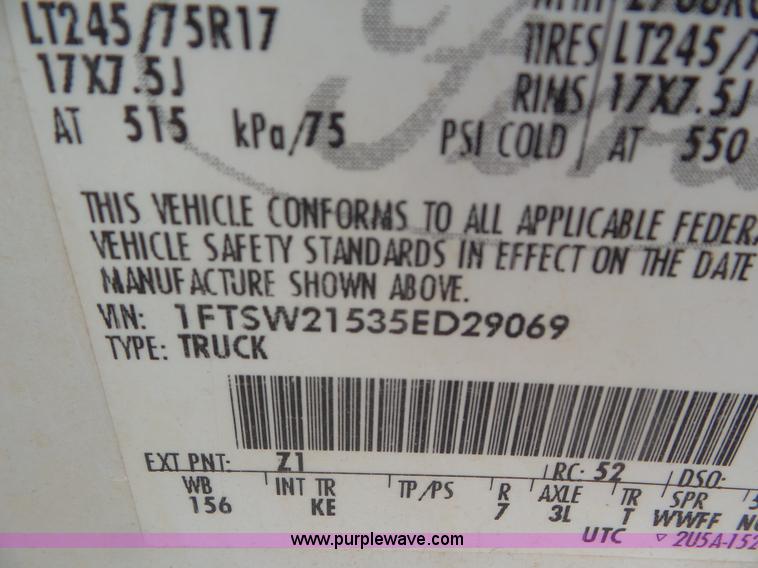 LT245/75R17 TIRES LT245/
17X7.5J RIMS 17X7.5J
AT 515 kPa/75 PSI COLD AT 550
THIS VEHICLE CONFORMS TO ALL APPLICABLE FEDERA
VEHICLE SAFETY STANDARDS IN EFFECT ON THE DATE
MANUFACTURE SHOWN ABOVE.
VIN: 1FTSW21535ED29069
TYPE: TRUCK
EXT PNT: Z1 RC: 52 DSO:
WB INT TR TP/PS R AXLE TR SPR
156 KE 7 3L T WWFF
UTC 2U5A-152
www.purplewave.com